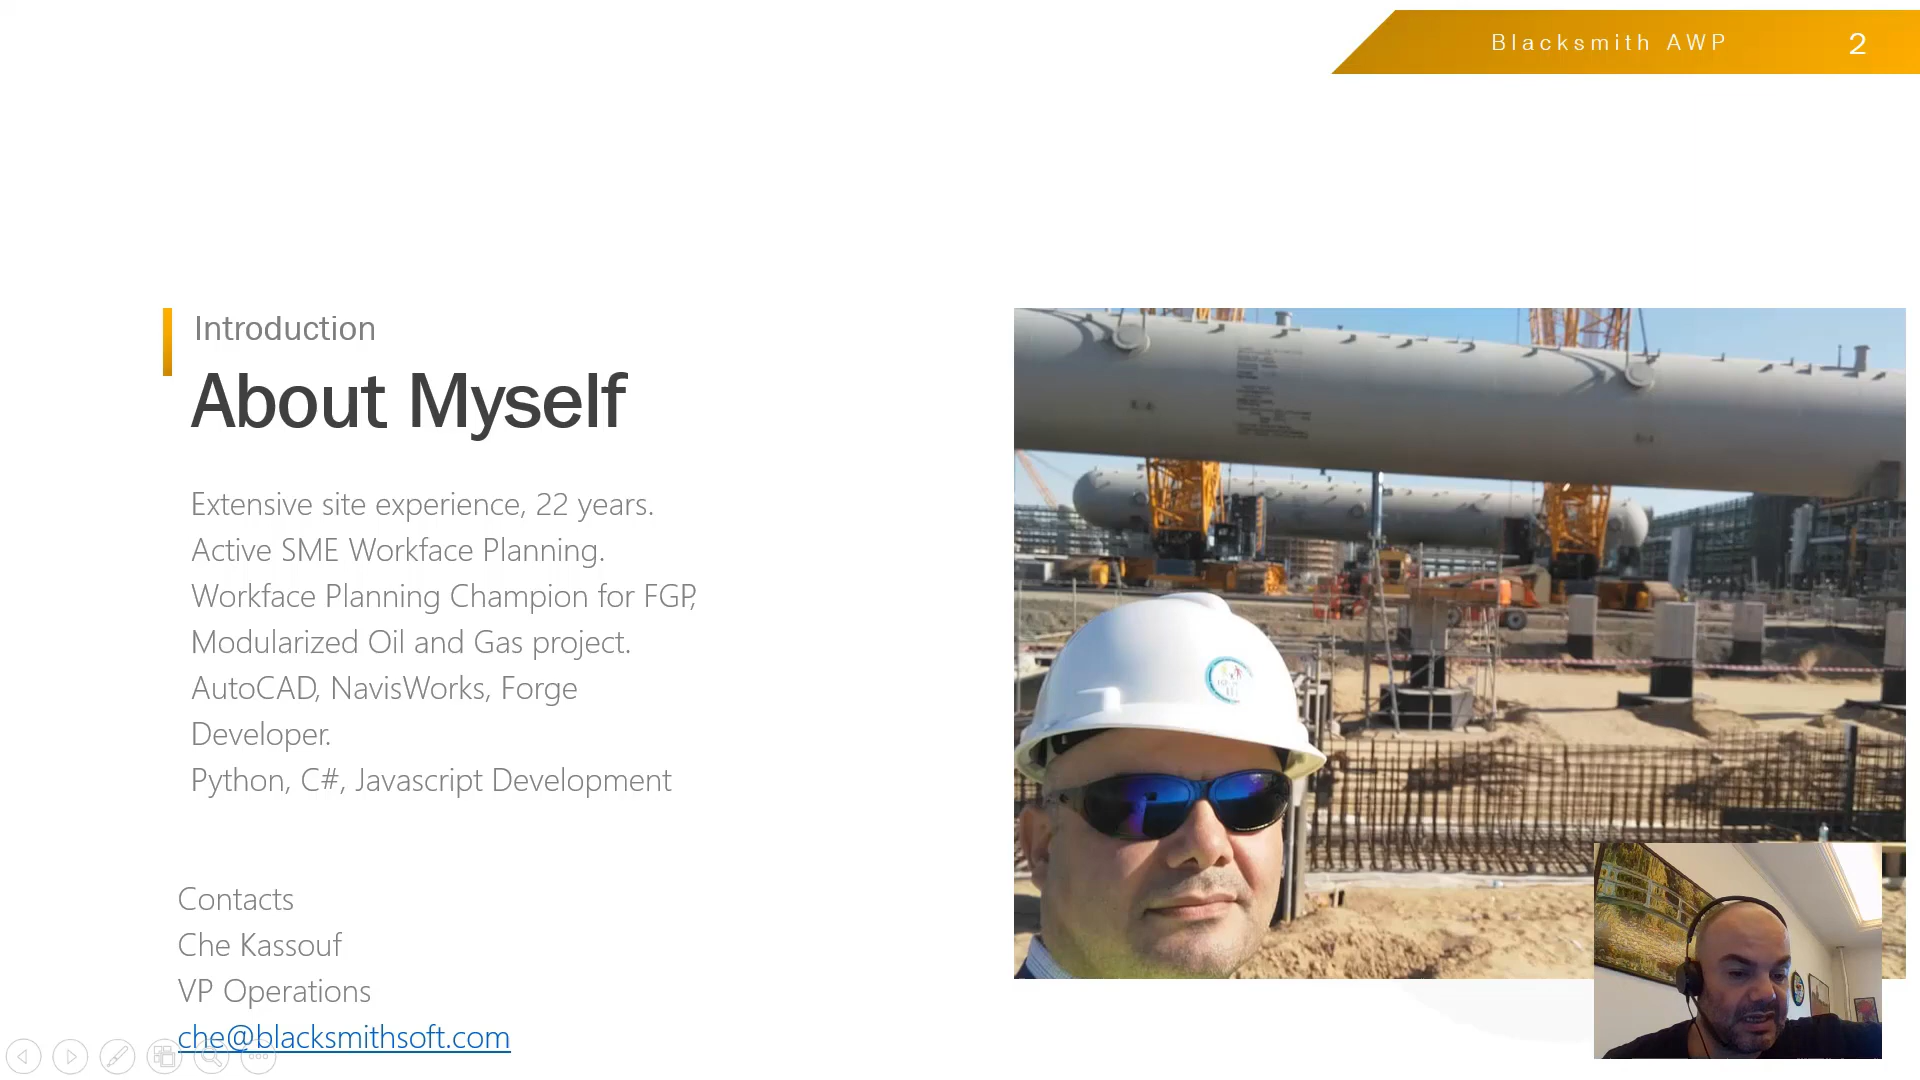 Blacksmith AWP
2
Introduction
About Myself
Extensive site experience, 22 years.
Active SME Workface Planning.
Workface Planning Champion for FGP,
Modularized Oil and Gas project.
AutoCAD, NavisWorks, Forge
Developer.
Python, C#, Javascript Development
Contacts
Che Kassouf
VP Operations
che@blacksmithsoft.com